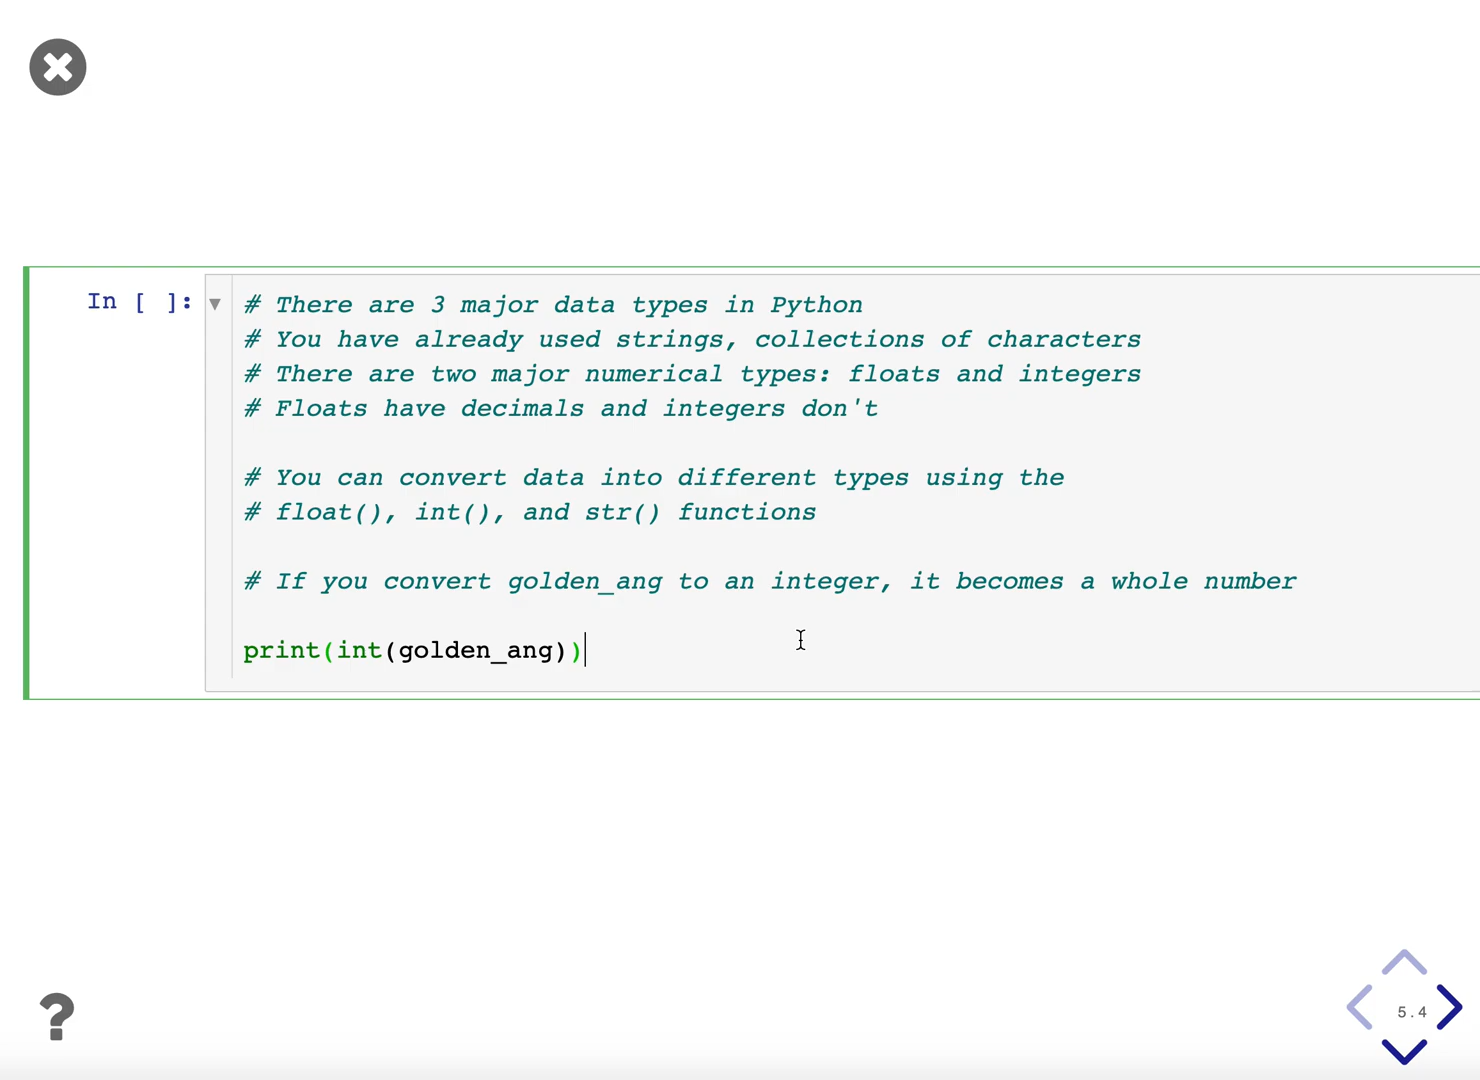 In [ ]:
# There are 3 major data types in Python
# You have already used strings, collections of characters
# There are two major numerical types: floats and integers
# Floats have decimals and integers don't
# You can convert data into different types using the
# float(), int(), and str() functions
# If you convert golden_ang to an integer, it becomes a whole number
print(int(golden_ang))
?
5.4